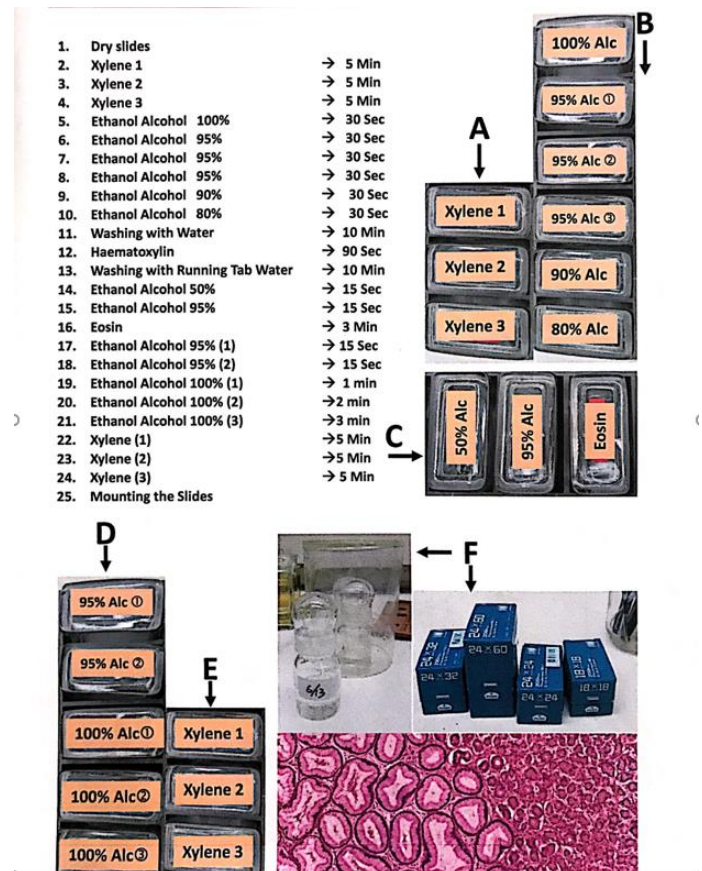 1. Dry slides
2. Xylene 1 → 5 Min
3. Xylene 2 → 5 Min
4. Xylene 3 → 5 Min
5. Ethanol Alcohol 100% → 30 Sec
6. Ethanol Alcohol 95% → 30 Sec
7. Ethanol Alcohol 95% → 30 Sec
8. Ethanol Alcohol 95% → 30 Sec
9. Ethanol Alcohol 90% → 30 Sec
10. Ethanol Alcohol 80% → 30 Sec
11. Washing with Water → 10 Min
12. Haematoxylin → 90 Sec
13. Washing with Running Tab Water → 10 Min
14. Ethanol Alcohol 50% → 15 Sec
15. Ethanol Alcohol 95% → 15 Sec
16. Eosin → 3 Min
17. Ethanol Alcohol 95% (1) → 15 Sec
18. Ethanol Alcohol 95% (2) → 15 Sec
19. Ethanol Alcohol 100% (1) → 1 min
20. Ethanol Alcohol 100% (2) →2 min
21. Ethanol Alcohol 100% (3) →3 min
22. Xylene (1) →5 Min
23. Xylene (2) →5 Min
24. Xylene (3) → 5 Min
25. Mounting the Slides
A
Xylene 1
Xylene 2
Xylene 3
B
100% Alc
95% Alc ①
95% Alc ②
95% Alc ③
90% Alc
80% Alc
C
50% Alc
95% Alc
Eosin
D
95% Alc ①
95% Alc ②
100% Alc①
100% Alc②
100% Alc③
E
Xylene 1
Xylene 2
Xylene 3
F
6/13
24×32
24×32
24×60
24×60
24×24
24×24
18×18
18×18